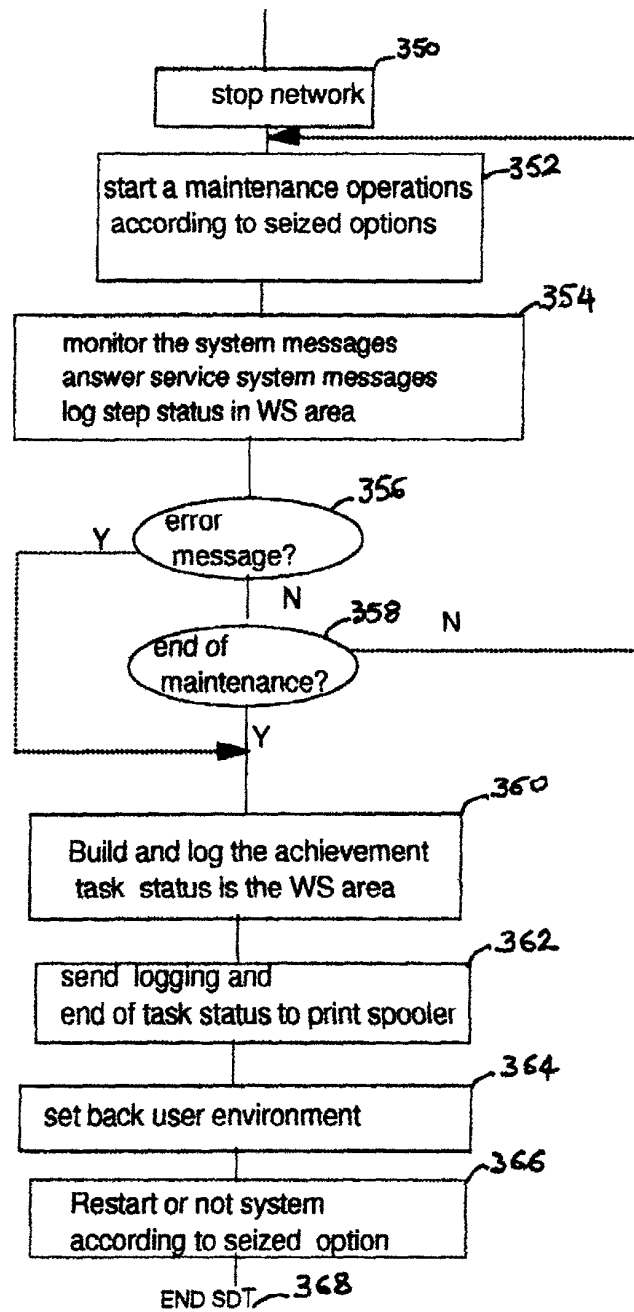 350
stop network
352
start a maintenance operations
according to seized options
354
monitor the system messages
answer service system messages
log step status in WS area
356
error
message?
Y
N
358
end of
maintenance?
N
Y
360
Build and log the achievement
task status is the WS area
362
send logging and
end of task status to print spooler
364
set back user environment
366
Restart or not system
according to seized option
END SDT 368